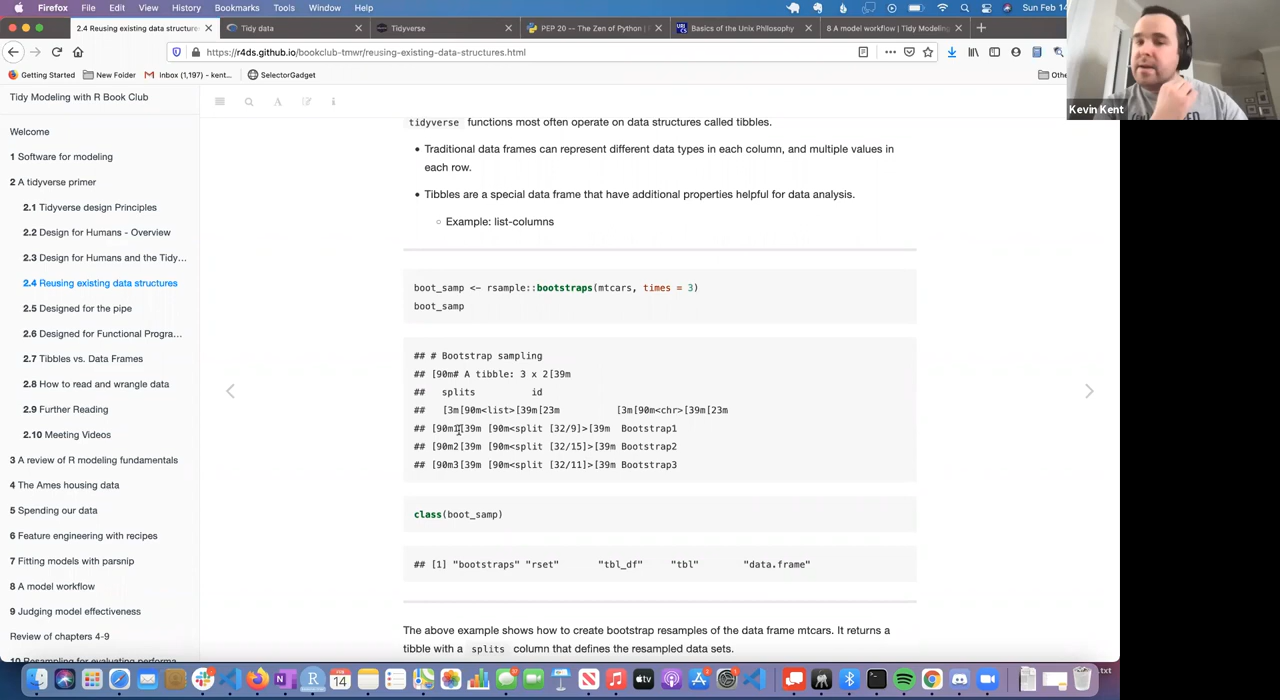 Firefox File Edit View History Bookmarks Tools Window Help Sun Feb 14
2.4 Reusing existing data structure Tidy data Tidyverse PEP 20 -- The Zen of Python | Basics of the Unix Philosophy 8 A model workflow | Tidy Modeling
https://r4ds.github.io/bookclub-tmwr/reusing-existing-data-structures.html
Getting Started New Folder Inbox (1,197) - kent... SelectorGadget Othe
Kevin Kent
Tidy Modeling with R Book Club
Welcome
1 Software for modeling
2 A tidyverse primer
2.1 Tidyverse design Principles
2.2 Design for Humans - Overview
2.3 Design for Humans and the Tidy...
2.4 Reusing existing data structures
2.5 Designed for the pipe
2.6 Designed for Functional Progra...
2.7 Tibbles vs. Data Frames
2.8 How to read and wrangle data
2.9 Further Reading
2.10 Meeting Videos
3 A review of R modeling fundamentals
4 The Ames housing data
5 Spending our data
6 Feature engineering with recipes
7 Fitting models with parsnip
8 A model workflow
9 Judging model effectiveness
Review of chapters 4-9
10 Resampling for evaluating performa
tidyverse functions most often operate on data structures called tibbles.
• Traditional data frames can represent different data types in each column, and multiple values in
each row.
• Tibbles are a special data frame that have additional properties helpful for data analysis.
○ Example: list-columns
boot_samp <- rsample::bootstraps(mtcars, times = 3)
boot_samp
## # Bootstrap sampling
## [90m# A tibble: 3 x 2[39m
## splits id
## [3m[90m<list>[39m[23m [3m[90m<chr>[39m[23m
## [90m1[39m [90m<split [32/9]>[39m Bootstrap1
## [90m2[39m [90m<split [32/15]>[39m Bootstrap2
## [90m3[39m [90m<split [32/11]>[39m Bootstrap3
class(boot_samp)
## [1] "bootstraps" "rset" "tbl_df" "tbl" "data.frame"
The above example shows how to create bootstrap resamples of the data frame mtcars. It returns a
tibble with a splits column that defines the resampled data sets.
.txt